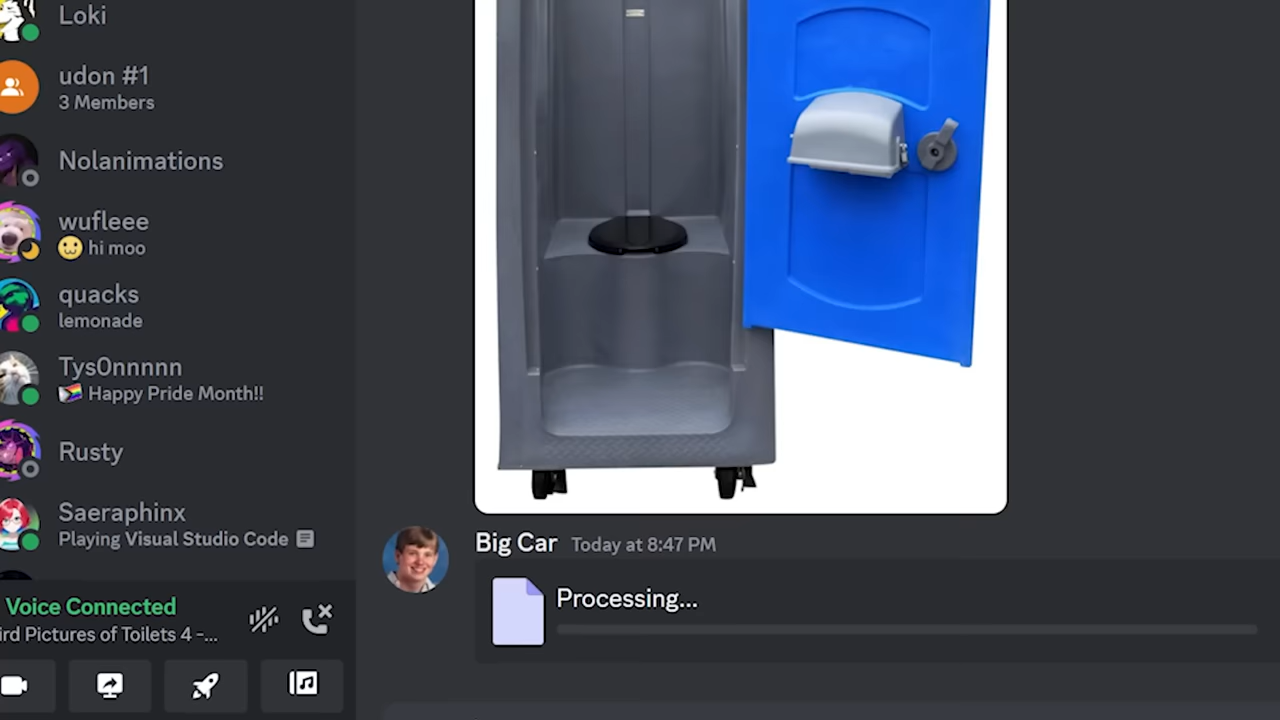 Loki
udon #1
3 Members
Nolanimations
wufleee
hi moo
quacks
lemonade
Tys0nnnnn
Happy Pride Month!!
Rusty
Saeraphinx
Playing Visual Studio Code
Voice Connected
ird Pictures of Toilets 4 -...
Big Car Today at 8:47 PM
Processing...